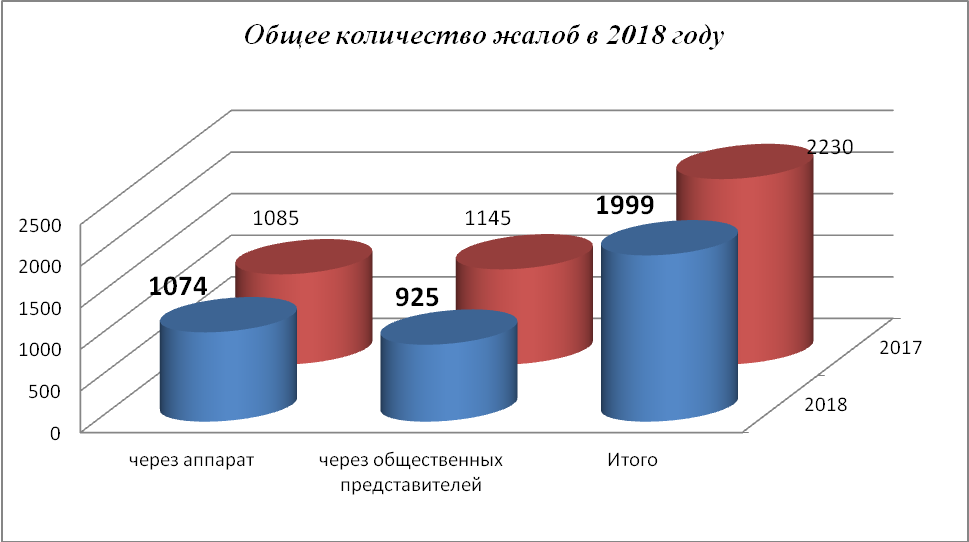 Общее количество жалоб в 2018 году
2230
1999
1085
1145
1074
925
2500
2000
1500
1000
500
0
2017
2018
через аппарат
через общественных
представителей
Итого